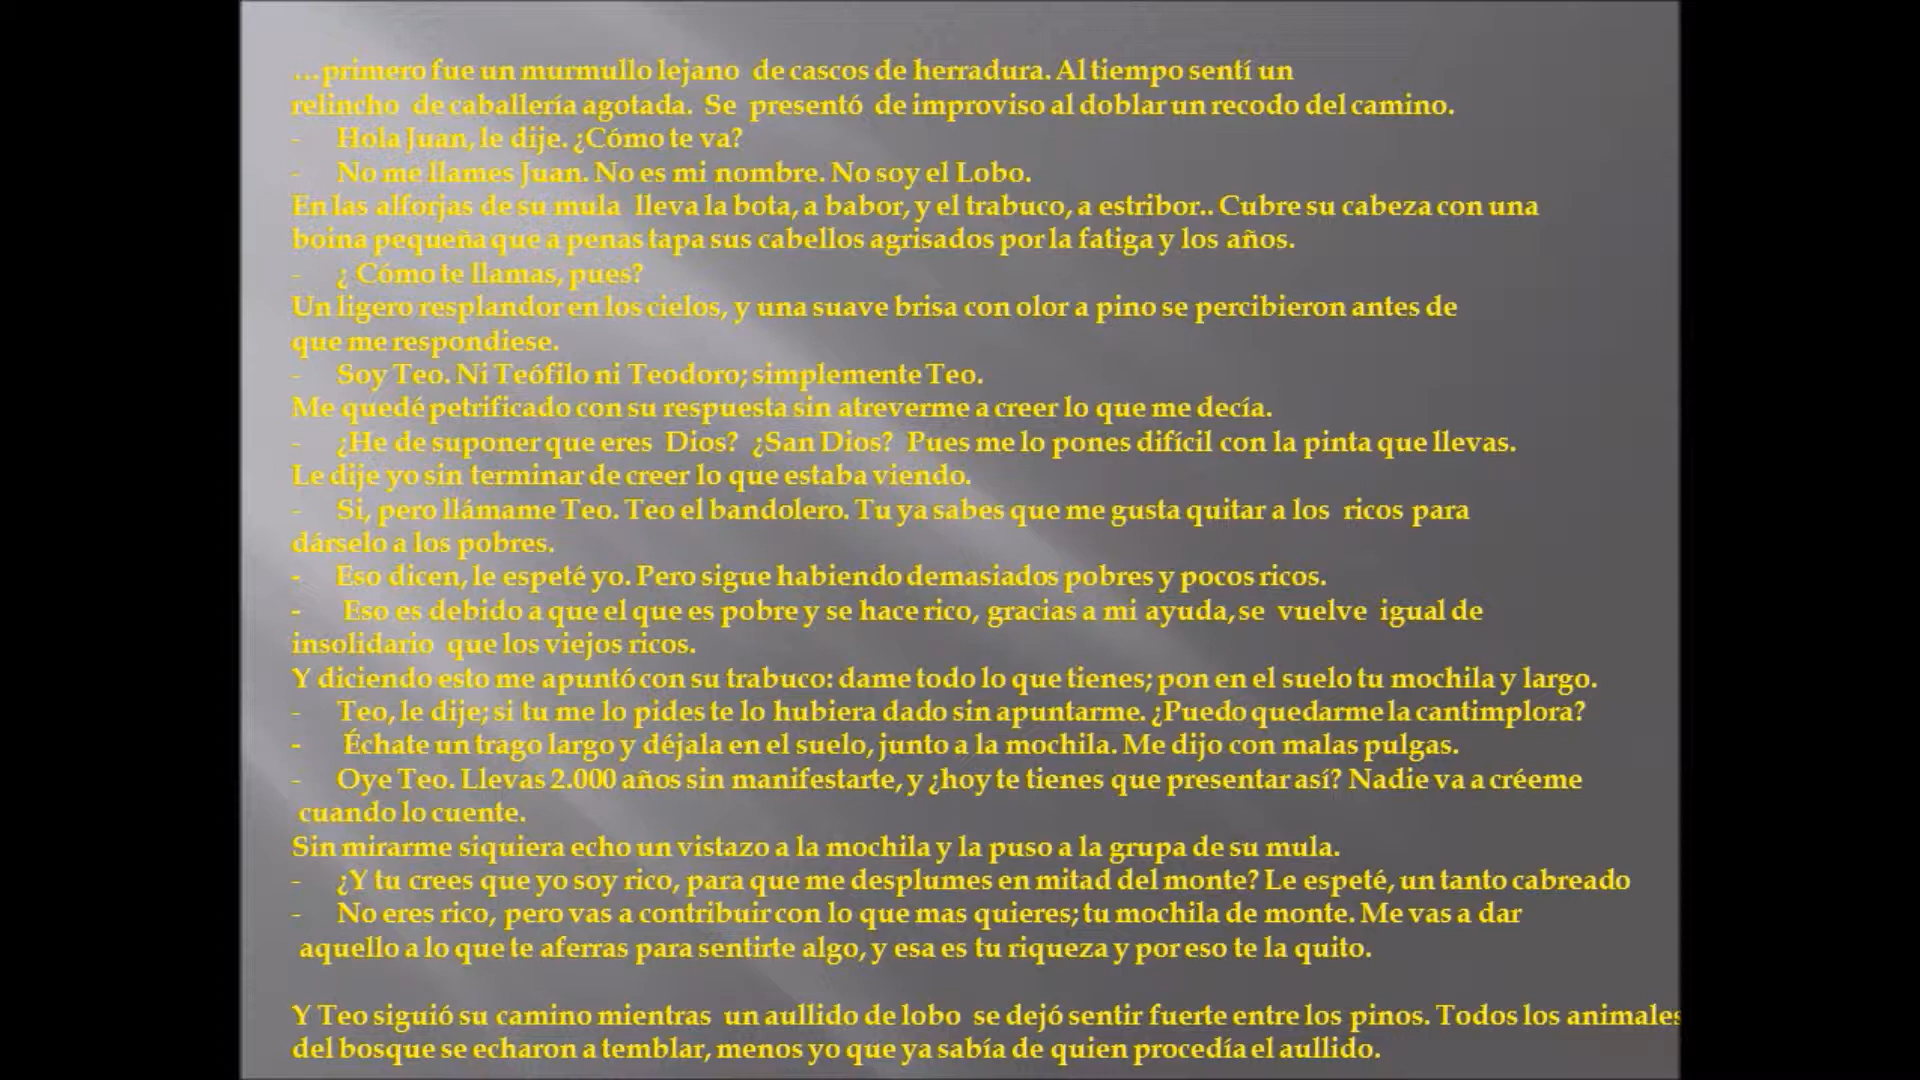 ...primero fue un murmullo lejano de cascos de herradura. Al tiempo sentí un
relincho de caballería agotada. Se presentó de improviso al doblar un recodo del camino.
- Hola Juan, le dije. ¿Cómo te va?
- No me llames Juan. No es mi nombre. No soy el Lobo.
En las alforjas de su mula lleva la bota, a babor, y el trabuco, a estribor.. Cubre su cabeza con una
boina pequeña que a penas tapa sus cabellos agrisados por la fatiga y los años.
- ¿ Cómo te llamas, pues?
Un ligero resplandor en los cielos, y una suave brisa con olor a pino se percibieron antes de
que me respondiese.
- Soy Teo. Ni Teófilo ni Teodoro; simplemente Teo.
Me quedé petrificado con su respuesta sin atreverme a creer lo que me decía.
- ¿He de suponer que eres Dios? ¿San Dios? Pues me lo pones difícil con la pinta que llevas.
Le dije yo sin terminar de creer lo que estaba viendo.
- Si, pero llámame Teo. Teo el bandolero. Tu ya sabes que me gusta quitar a los ricos para
dárselo a los pobres.
- Eso dicen, le espeté yo. Pero sigue habiendo demasiados pobres y pocos ricos.
- Eso es debido a que el que es pobre y se hace rico, gracias a mi ayuda, se vuelve igual de
insolidario que los viejos ricos.
Y diciendo esto me apuntó con su trabuco: dame todo lo que tienes; pon en el suelo tu mochila y largo.
- Teo, le dije; si tu me lo pides te lo hubiera dado sin apuntarme. ¿Puedo quedarme la cantimplora?
- Échate un trago largo y déjala en el suelo, junto a la mochila. Me dijo con malas pulgas.
- Oye Teo. Llevas 2.000 años sin manifestarte, y ¿hoy te tienes que presentar así? Nadie va a créeme
cuando lo cuente.
Sin mirarme siquiera echo un vistazo a la mochila y la puso a la grupa de su mula.
- ¿Y tu crees que yo soy rico, para que me desplumes en mitad del monte? Le espeté, un tanto cabreado
- No eres rico, pero vas a contribuir con lo que mas quieres; tu mochila de monte. Me vas a dar
aquello a lo que te aferras para sentirte algo, y esa es tu riqueza y por eso te la quito.
Y Teo siguió su camino mientras un aullido de lobo se dejó sentir fuerte entre los pinos. Todos los animales
del bosque se echaron a temblar, menos yo que ya sabía de quien procedía el aullido.